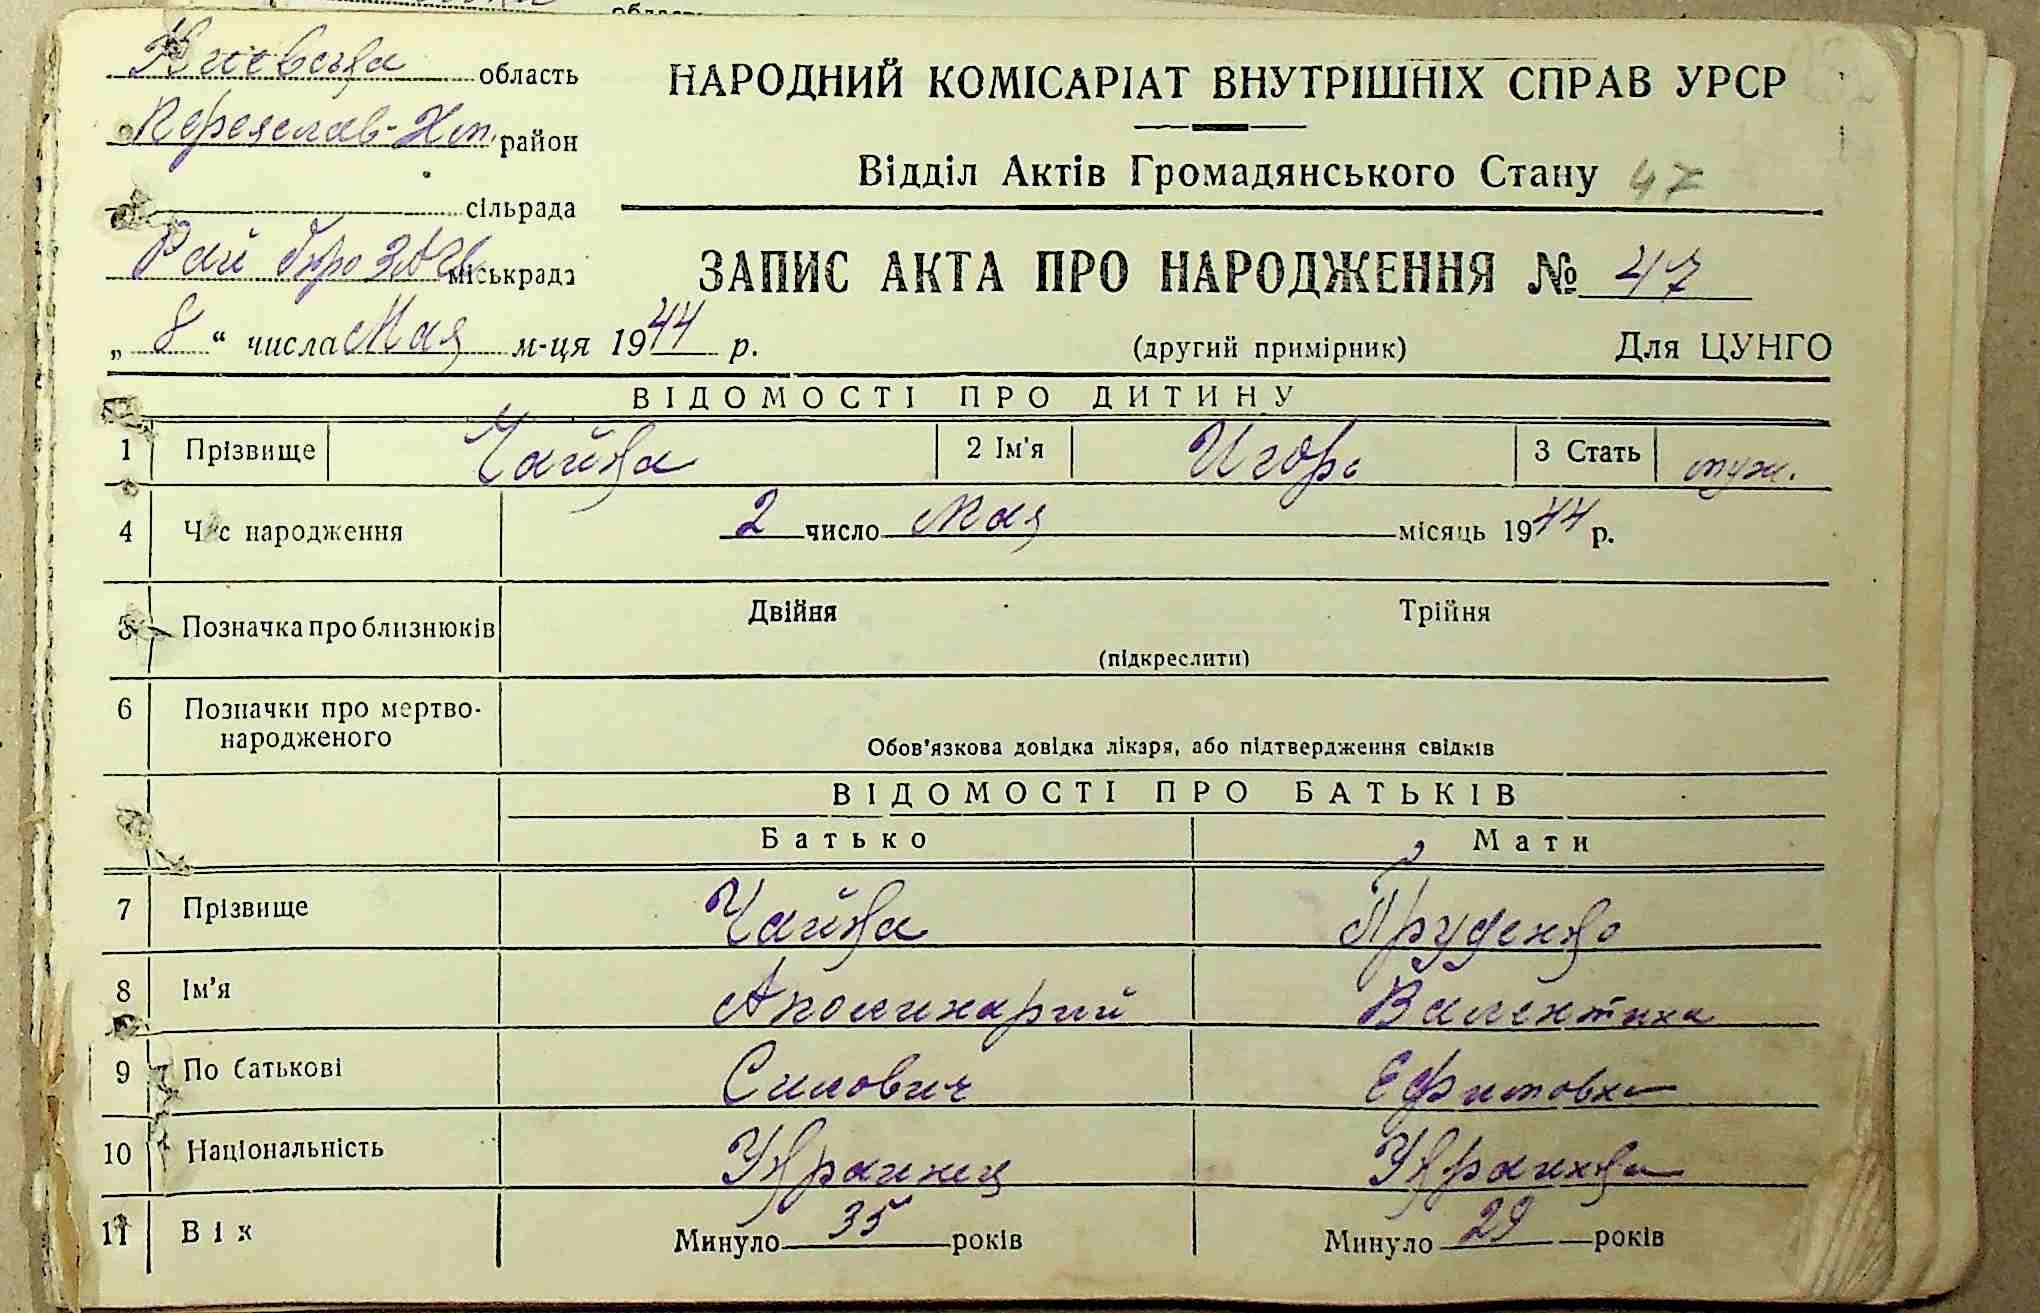 Киевская область
Переяслав-Хм. район
сільрада
Рай бюро ЗАГС міськрада
„ 8 “ числа Мая м-ця 1944 р.
НАРОДНИЙ КОМІСАРІАТ ВНУТРІШНІХ СПРАВ УРСР
Відділ Актів Громадянського Стану 47
ЗАПИС АКТА ПРО НАРОДЖЕННЯ № 47
(другий примірник) Для ЦУНГО
ВІДОМОСТІ ПРО ДИТИНУ
1 Прізвище Чайка 2 Ім'я Игорь 3 Стать муж.
4 Час народження 2 число Мая місяць 1944 р.
5 Позначка про близнюків Двійня Трійня
(підкреслити)
6 Позначки про мертво-
народженого
Обов'язкова довідка лікаря, або підтвердження свідків
ВІДОМОСТІ ПРО БАТЬКІВ
Батько Мати
7 Прізвище Чайка Пруденко
8 Ім'я Аполинарий Валентина
9 По батькові Силович Ефимовна
10 Національність Украинец Украинка
11 Вік Минуло 35 років Минуло 29 років